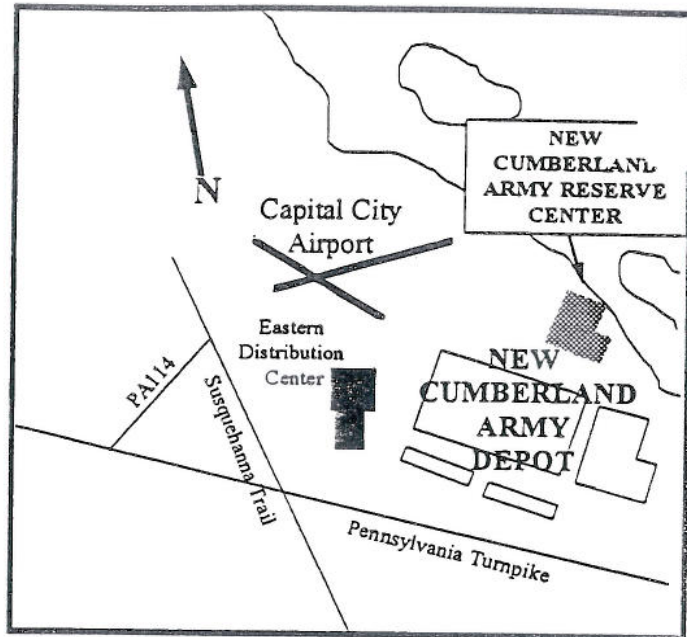 NEW
CUMBERLAND
ARMY RESERVE
CENTER
N
Capital City
Airport
Eastern
Distribution
Center
PA114
Susquehanna Trail
NEW
CUMBERLAND
ARMY
DEPOT
Pennsylvania Turnpike